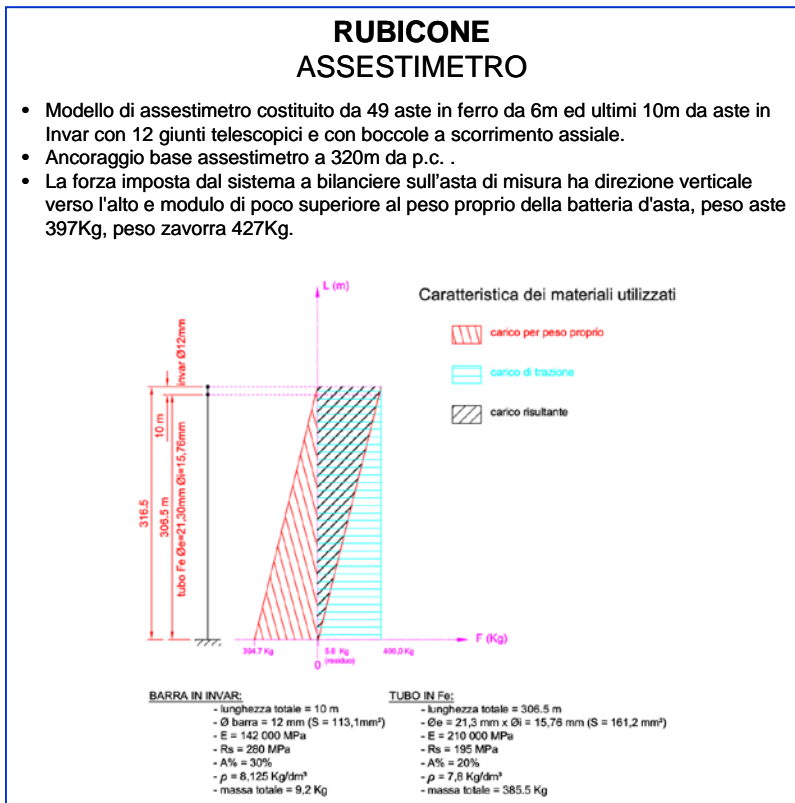 RUBICONE
ASSESTIMETRO
• Modello di assestimetro costituito da 49 aste in ferro da 6m ed ultimi 10m da aste in
Invar con 12 giunti telescopici e con boccole a scorrimento assiale.
• Ancoraggio base assestimetro a 320m da p.c. .
• La forza imposta dal sistema a bilanciere sull'asta di misura ha direzione verticale
verso l'alto e modulo di poco superiore al peso proprio della batteria d'asta, peso aste
397Kg, peso zavorra 427Kg.
L (m)
Caratteristica dei materiali utilizzati
carico per peso proprio
carico di trazione
carico risultante
invar Ø12mm
10 m
316.5
306.5 m
tubo Fe Øe=21,30mm Øi=15,76mm
F (Kg)
394.7 Kg
5.8 Kg
(residuo)
400,0 Kg
0
BARRA IN INVAR:
- lunghezza totale = 10 m
- Ø barra = 12 mm (S = 113,1mm²)
- E = 142 000 MPa
- Rs = 280 MPa
- A% = 30%
- ρ = 8,125 Kg/dm³
- massa totale = 9,2 Kg
TUBO IN Fe:
- lunghezza totale = 306.5 m
- Øe = 21,3 mm x Øi = 15,76 mm (S = 161,2 mm²)
- E = 210 000 MPa
- Rs = 195 MPa
- A% = 20%
- ρ = 7,8 Kg/dm³
- massa totale = 385.5 Kg